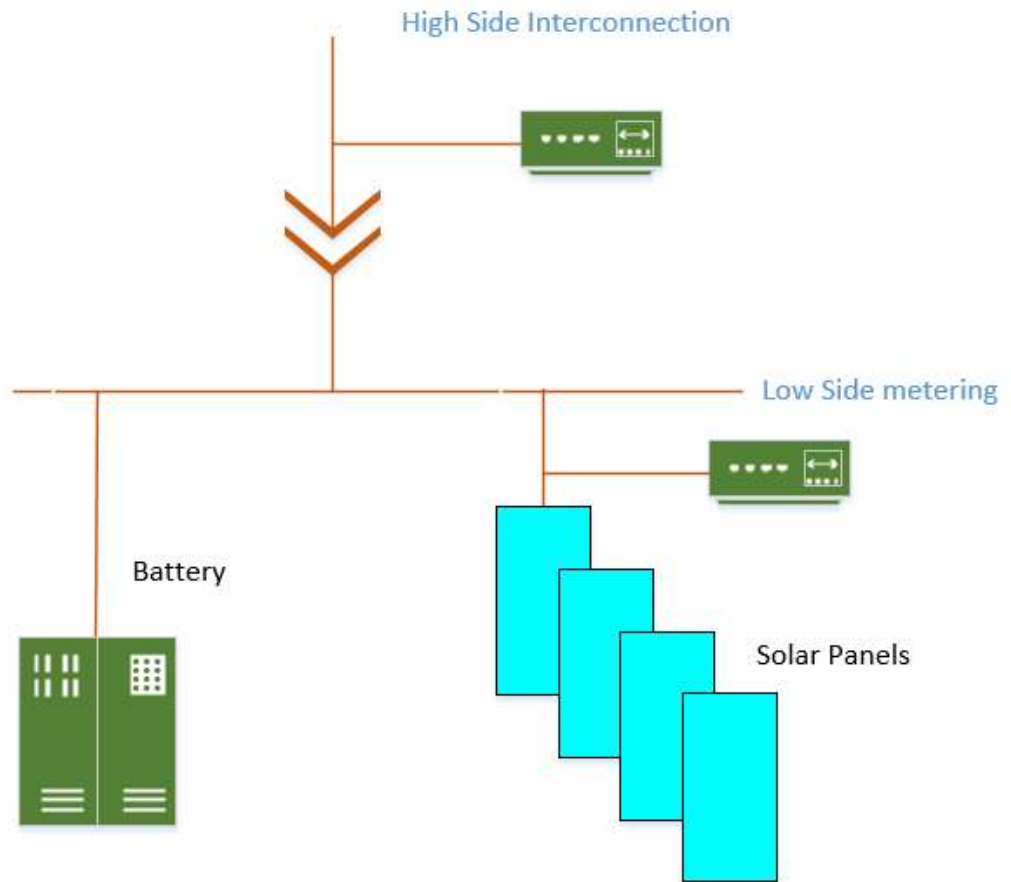 High Side Interconnection
Low Side metering
Battery
Solar Panels